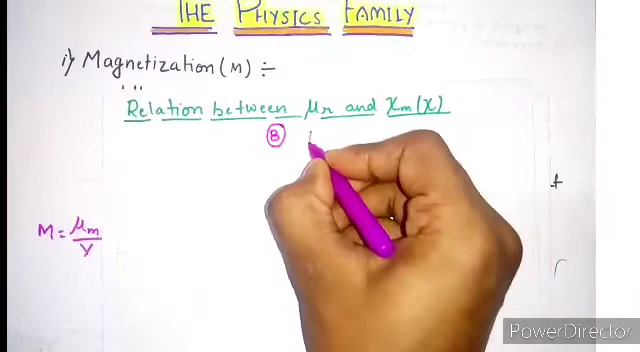 THE PHYSICS FAMILY
i) Magnetization (M) ÷
Relation between μr and χm (χ)
B
M = μm / V
PowerDirector